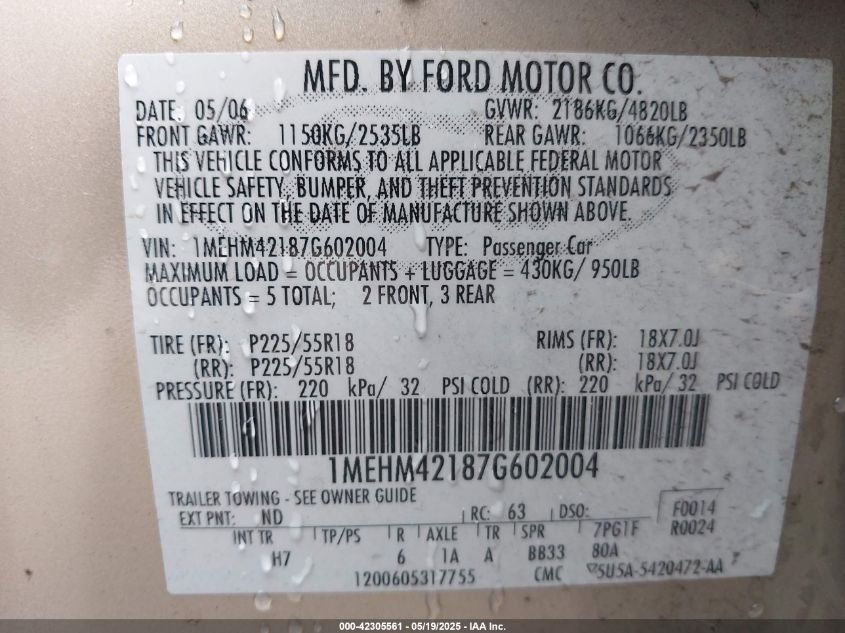 MFD. BY FORD MOTOR CO.
DATE: 05/06 GVWR: 2186KG/4820LB
FRONT GAWR: 1150KG/2535LB REAR GAWR: 1066KG/2350LB
THIS VEHICLE CONFORMS TO ALL APPLICABLE FEDERAL MOTOR
VEHICLE SAFETY, BUMPER, AND THEFT PREVENTION STANDARDS
IN EFFECT ON THE DATE OF MANUFACTURE SHOWN ABOVE.
VIN: 1MEHM42187G602004 TYPE: Passenger Car
MAXIMUM LOAD = OCCUPANTS + LUGGAGE = 430KG/ 950LB
OCCUPANTS = 5 TOTAL; 2 FRONT, 3 REAR
TIRE (FR): P225/55R18 RIMS (FR): 18X7.0J
(RR): P225/55R18 (RR): 18X7.0J
PRESSURE (FR): 220 kPa/ 32 PSI COLD (RR): 220 kPa/ 32 PSI COLD
1MEHM42187G602004
TRAILER TOWING - SEE OWNER GUIDE
EXT PNT: ND RC: 63 DSO: F0014
INT TR TP/PS R AXLE TR SPR 7PG1F R0024
H7 6 1A A BB33 80A
1200605317755 CMC 5U5A-5420472-AA
000-42305561 - 05/19/2025 - IAA Inc.